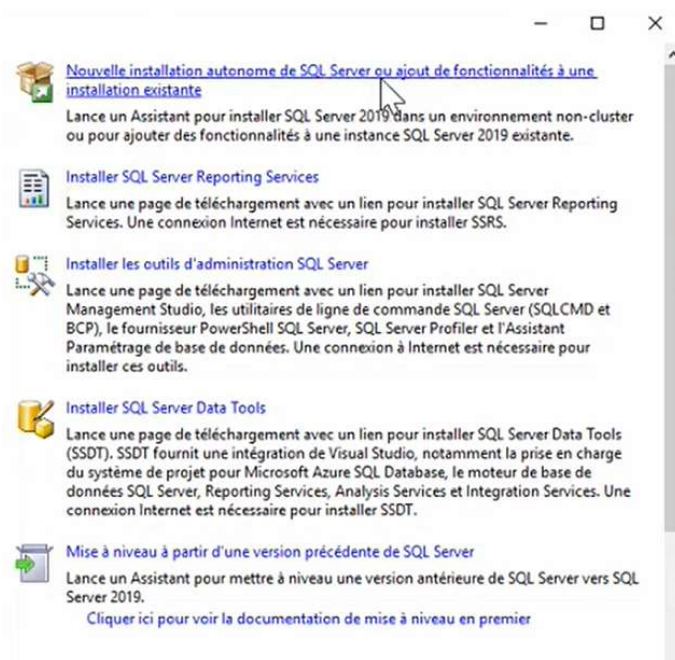 Nouvelle installation autonome de SQL Server ou ajout de fonctionnalités à une
installation existante
Lance un Assistant pour installer SQL Server 2019 dans un environnement non-cluster
ou pour ajouter des fonctionnalités à une instance SQL Server 2019 existante.
Installer SQL Server Reporting Services
Lance une page de téléchargement avec un lien pour installer SQL Server Reporting
Services. Une connexion Internet est nécessaire pour installer SSRS.
Installer les outils d'administration SQL Server
Lance une page de téléchargement avec un lien pour installer SQL Server
Management Studio, les utilitaires de ligne de commande SQL Server (SQLCMD et
BCP), le fournisseur PowerShell SQL Server, SQL Server Profiler et l'Assistant
Paramétrage de base de données. Une connexion à Internet est nécessaire pour
installer ces outils.
Installer SQL Server Data Tools
Lance une page de téléchargement avec un lien pour installer SQL Server Data Tools
(SSDT). SSDT fournit une intégration de Visual Studio, notamment la prise en charge
du système de projet pour Microsoft Azure SQL Database, le moteur de base de
données SQL Server, Reporting Services, Analysis Services et Integration Services. Une
connexion Internet est nécessaire pour installer SSDT.
Mise à niveau à partir d'une version précédente de SQL Server
Lance un Assistant pour mettre à niveau une version antérieure de SQL Server vers SQL
Server 2019.
Cliquer ici pour voir la documentation de mise à niveau en premier